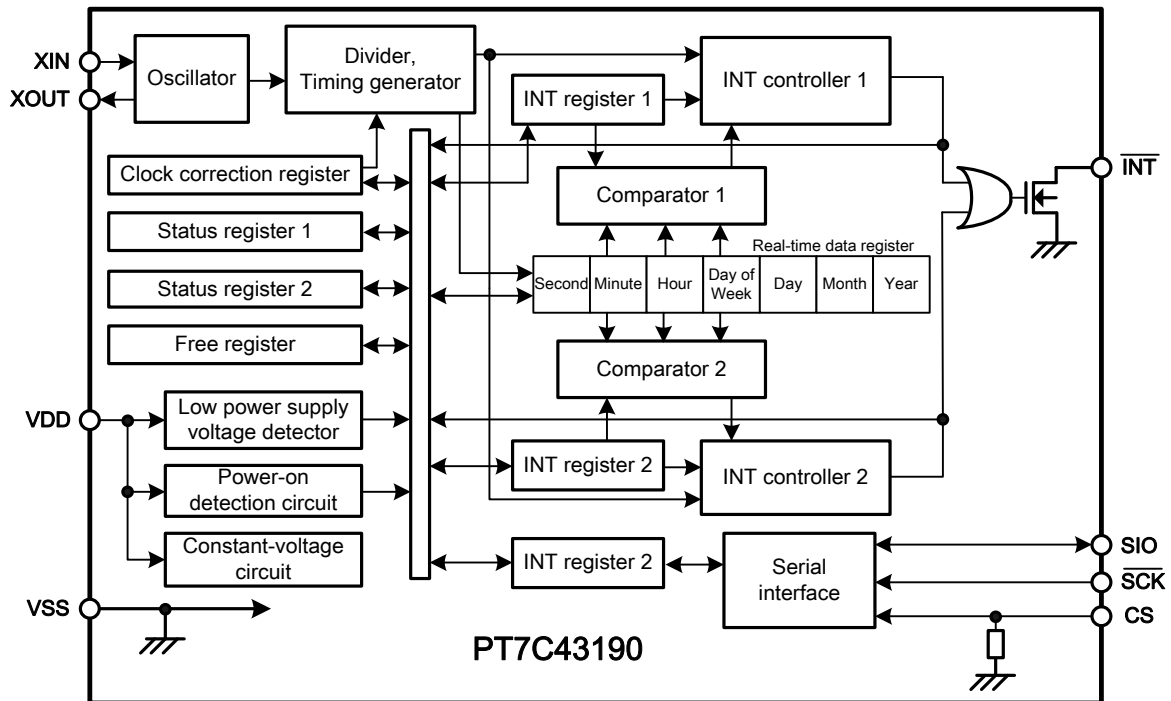 XIN
XOUT
Oscillator
Divider,
Timing generator
INT register 1
INT controller 1
Clock correction register
Status register 1
Status register 2
Free register
Comparator 1
INT
Real-time data register
Second
Minute
Hour
Day of
Week
Day
Month
Year
Comparator 2
VDD
Low power supply
voltage detector
Power-on
detection circuit
Constant-voltage
circuit
INT register 2
INT controller 2
INT register 2
Serial
interface
SIO
SCK
CS
VSS
PT7C43190